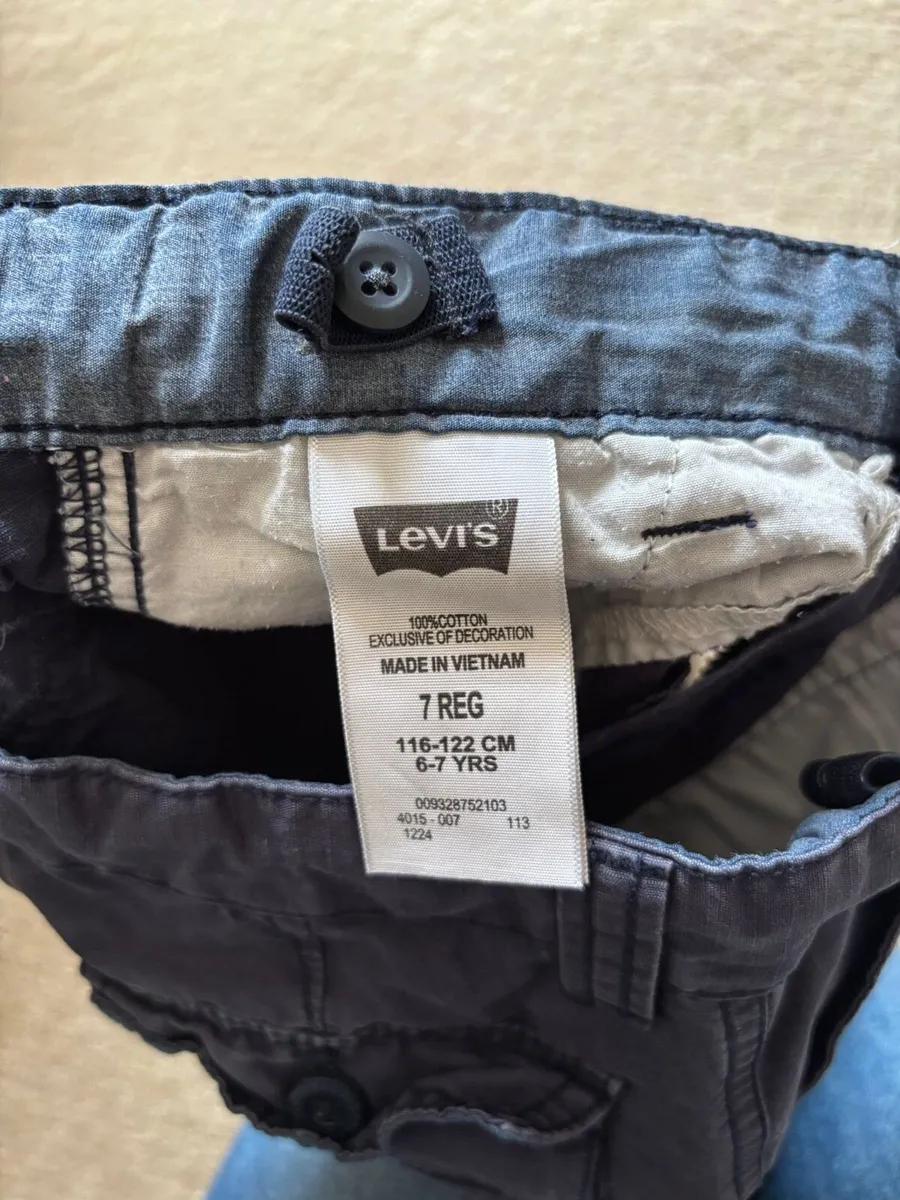 LEVI'S (R)
100%COTTON
EXCLUSIVE OF DECORATION
MADE IN VIETNAM
7 REG
116-122 CM
6-7 YRS
009328752103
4015 - 007 113
1224